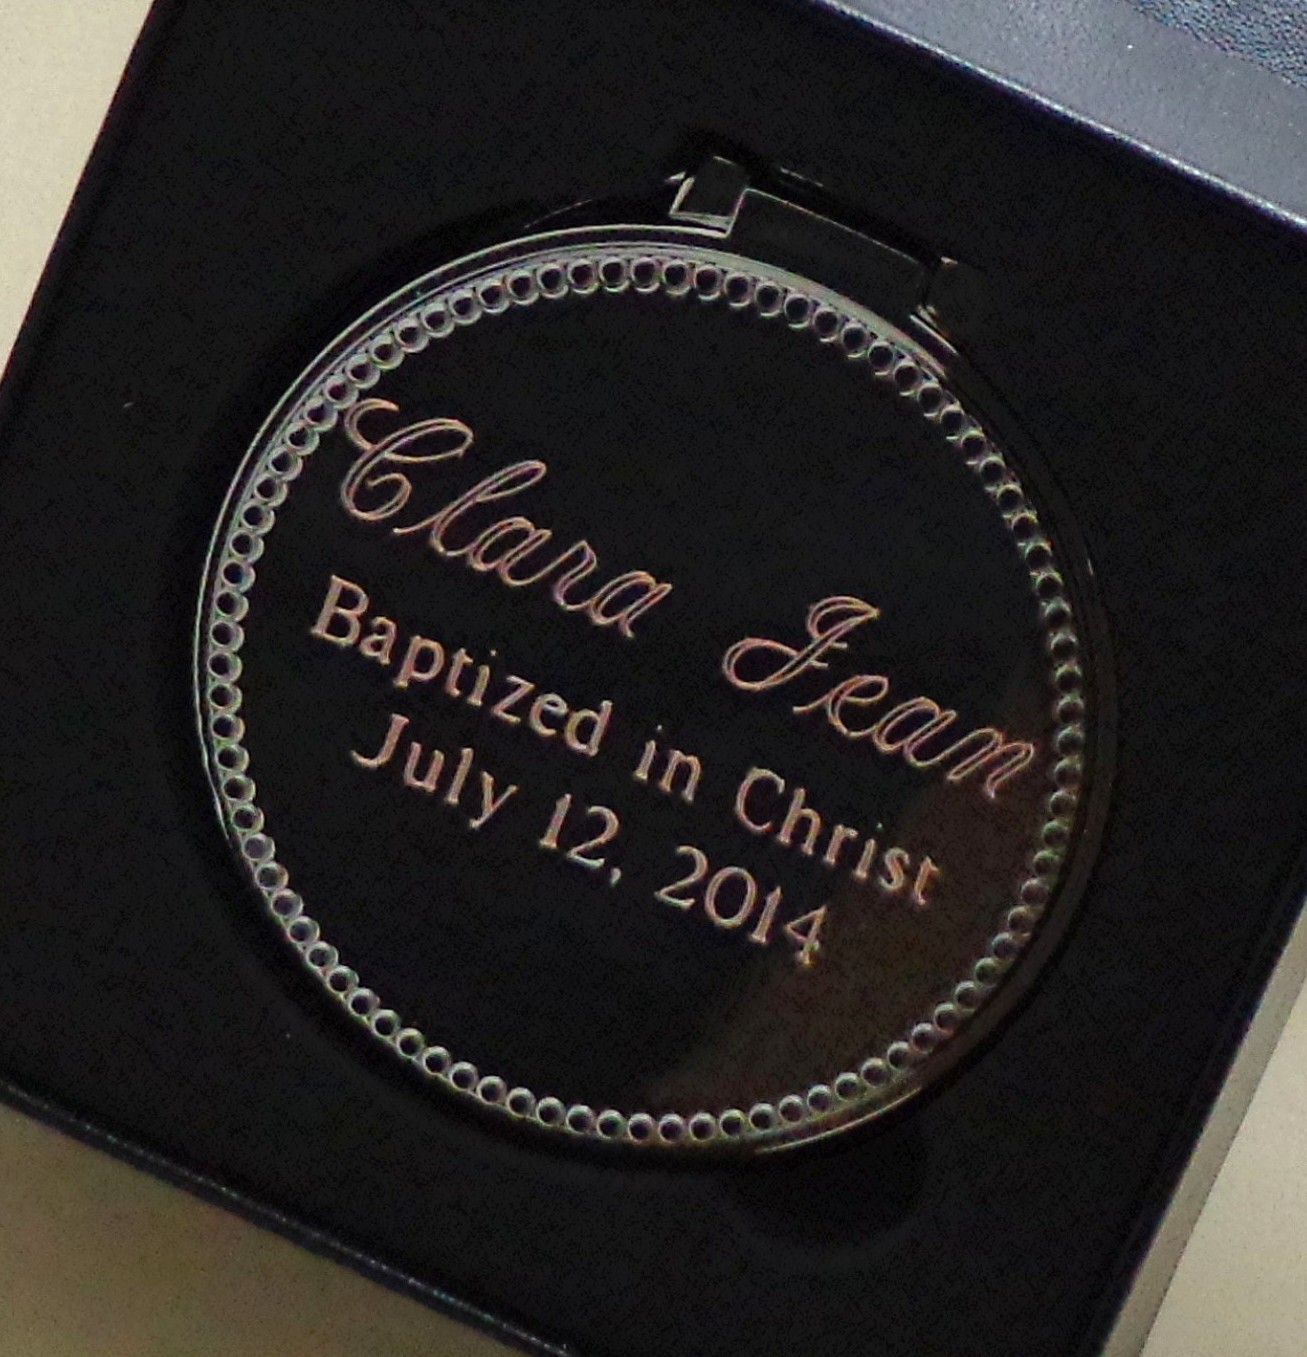 Clara Jean
Baptized in Christ
July 12, 2014